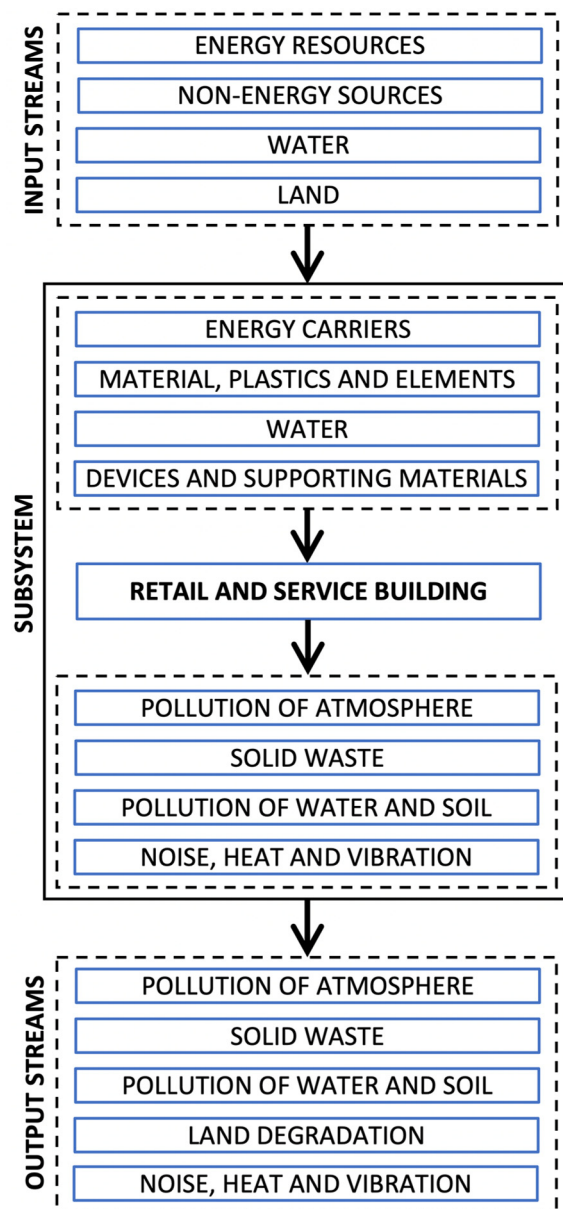 INPUT STREAMS
ENERGY RESOURCES
NON-ENERGY SOURCES
WATER
LAND
SUBSYSTEM
ENERGY CARRIERS
MATERIAL, PLASTICS AND ELEMENTS
WATER
DEVICES AND SUPPORTING MATERIALS
RETAIL AND SERVICE BUILDING
POLLUTION OF ATMOSPHERE
SOLID WASTE
POLLUTION OF WATER AND SOIL
NOISE, HEAT AND VIBRATION
OUTPUT STREAMS
POLLUTION OF ATMOSPHERE
SOLID WASTE
POLLUTION OF WATER AND SOIL
LAND DEGRADATION
NOISE, HEAT AND VIBRATION